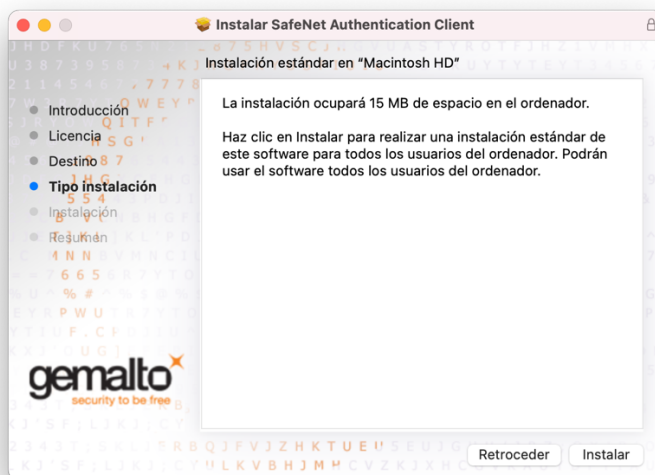 Instalar SafeNet Authentication Client
Instalación estándar en “Macintosh HD”
Introducción
Licencia
Destino
Tipo instalación
Instalación
Resumen
La instalación ocupará 15 MB de espacio en el ordenador.
Haz clic en Instalar para realizar una instalación estándar de
este software para todos los usuarios del ordenador. Podrán
usar el software todos los usuarios del ordenador.
gemalto
security to be free
Retroceder
Instalar